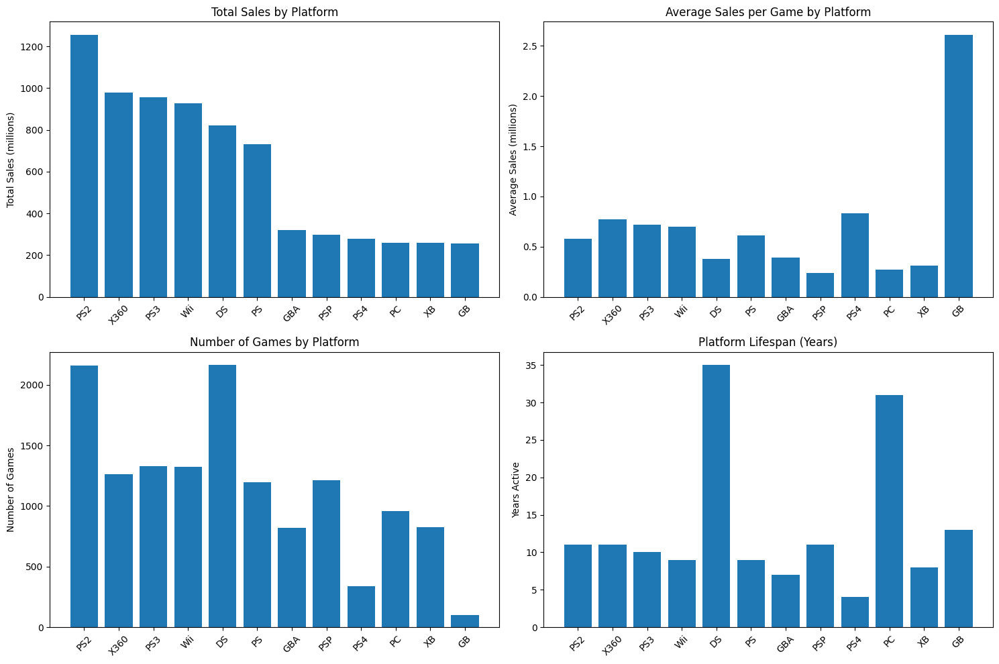 Total Sales by Platform
Total Sales (millions)
1200
1000
800
600
400
200
0
PS2 X360 PS3 Wii DS PS GBA PSP PS4 PC XB GB
Average Sales per Game by Platform
Average Sales (millions)
2.5
2.0
1.5
1.0
0.5
0.0
PS2 X360 PS3 Wii DS PS GBA PSP PS4 PC XB GB
Number of Games by Platform
Number of Games
2000
1500
1000
500
0
PS2 X360 PS3 Wii DS PS GBA PSP PS4 PC XB GB
Platform Lifespan (Years)
Years Active
35
30
25
20
15
10
5
0
PS2 X360 PS3 Wii DS PS GBA PSP PS4 PC XB GB